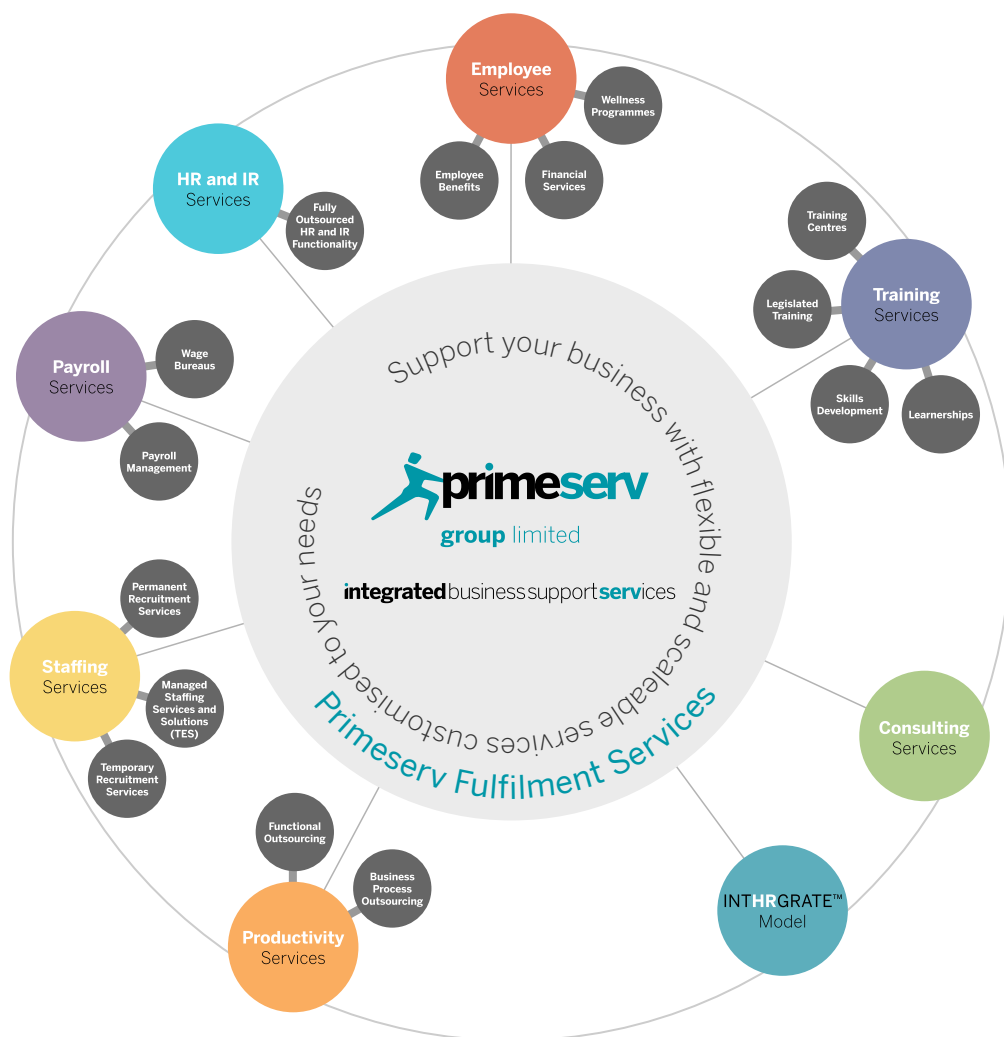 Employee
Services
Wellness
Programmes
Employee
Benefits
Financial
Services
HR and IR
Services
Fully
Outsourced
HR and IR
Functionality
Training
Centres
Training
Services
Legislated
Training
Skills
Development
Learnerships
Payroll
Services
Wage
Bureaus
Payroll
Management
Support your business with flexible and scaleable services customised to your needs
primeserv
group limited
integrated business support services
Primeserv Fulfilment Services
Permanent
Recruitment
Services
Staffing
Services
Managed
Staffing
Services and
Solutions
(TES)
Temporary
Recruitment
Services
Consulting
Services
Functional
Outsourcing
Business
Process
Outsourcing
Productivity
Services
INTHRGRATE™
Model